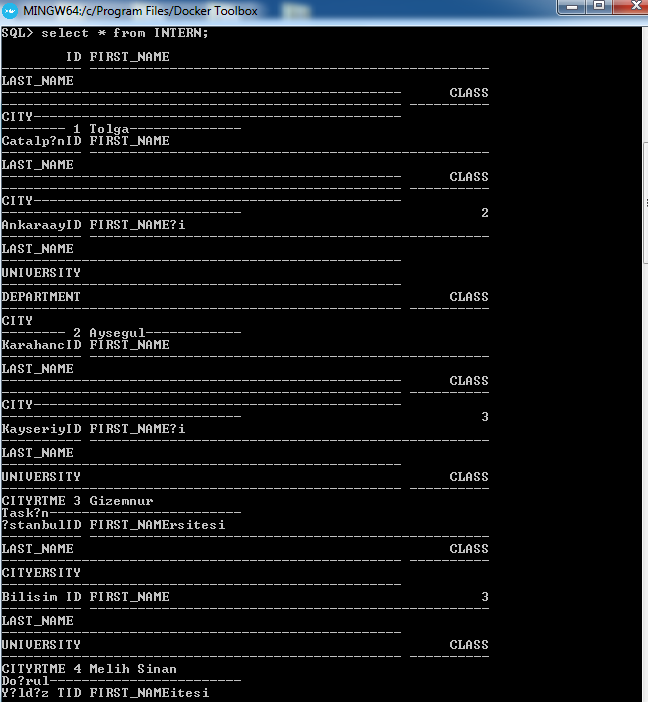 MINGW64:/c/Program Files/Docker Toolbox
SQL> select * from INTERN;
ID FIRST_NAME
---------- --------------------------------------------------
LAST_NAME
-------------------------------------------------- CLASS
-------------------------------------------------- ----------
CITY----------------------------------------------
-------- 1 Tolga--------------
Catalp?nID FIRST_NAME
---------- --------------------------------------------------
LAST_NAME
-------------------------------------------------- CLASS
-------------------------------------------------- ----------
CITY----------------------------------------------
------------------------------ 2
AnkaraayID FIRST_NAME?i
---------- --------------------------------------------------
LAST_NAME
--------------------------------------------------
UNIVERSITY
--------------------------------------------------
DEPARTMENT CLASS
-------------------------------------------------- ----------
CITY
-------- 2 Aysegul------------
KarahancID FIRST_NAME
---------- --------------------------------------------------
LAST_NAME
-------------------------------------------------- CLASS
-------------------------------------------------- ----------
CITY----------------------------------------------
------------------------------ 3
KayseriyID FIRST_NAME?i
---------- --------------------------------------------------
LAST_NAME
--------------------------------------------------
UNIVERSITY CLASS
-------------------------------------------------- ----------
CITYRTME 3 Gizemnur
Task?n------------------------
?stanbulID FIRST_NAMErsitesi
---------- --------------------------------------------------
LAST_NAME CLASS
-------------------------------------------------- ----------
CITYERSITY
--------------------------------------------------
Bilisim ID FIRST_NAME 3
---------- --------------------------------------------------
LAST_NAME
--------------------------------------------------
UNIVERSITY CLASS
-------------------------------------------------- ----------
CITYRTME 4 Melih Sinan
Do?rul------------------------
Y?ld?z TID FIRST_NAMEitesi